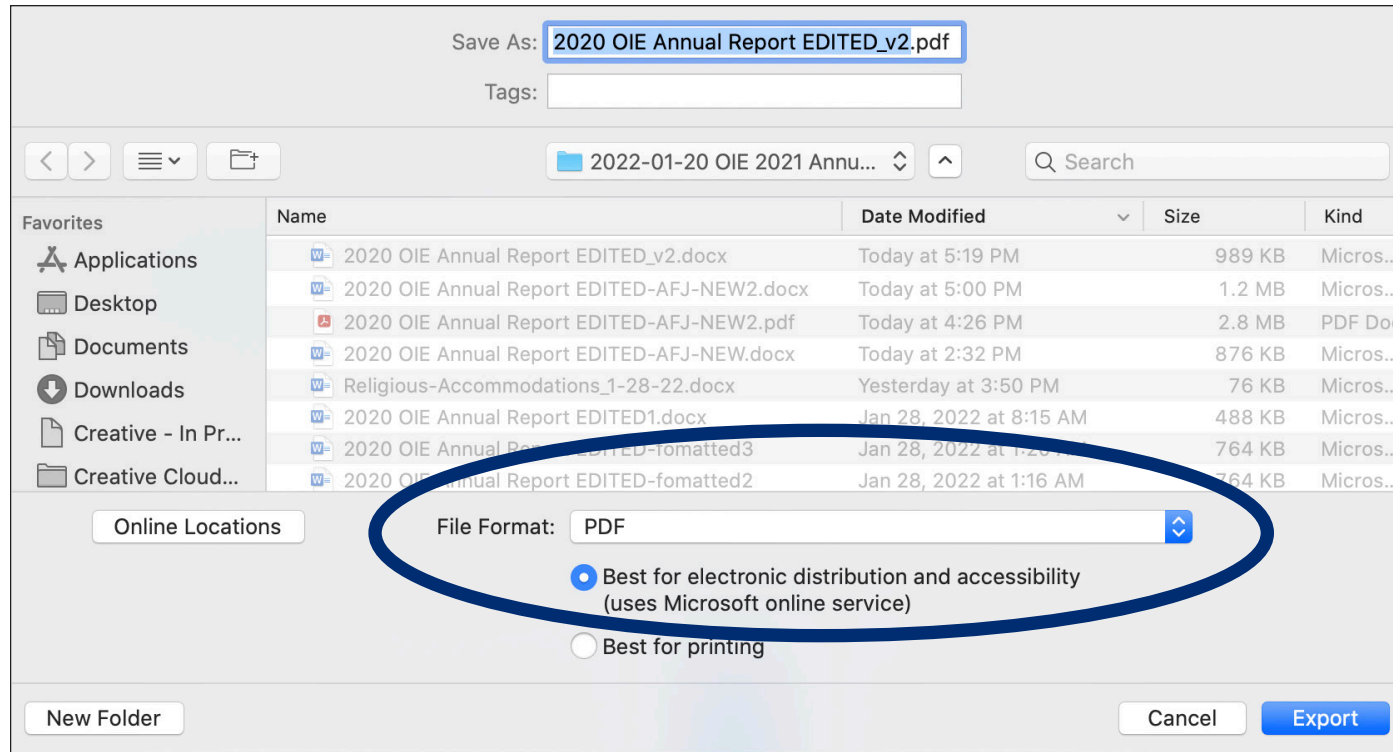 Save As: 2020 OIE Annual Report EDITED_v2.pdf
Tags:
2022-01-20 OIE 2021 Annu... Search
Favorites
Name Date Modified Size Kind
Applications
2020 OIE Annual Report EDITED_v2.docx Today at 5:19 PM 989 KB Micros..
Desktop
2020 OIE Annual Report EDITED-AFJ-NEW2.docx Today at 5:00 PM 1.2 MB Micros..
2020 OIE Annual Report EDITED-AFJ-NEW2.pdf Today at 4:26 PM 2.8 MB PDF Do
Documents
2020 OIE Annual Report EDITED-AFJ-NEW.docx Today at 2:32 PM 876 KB Micros..
Downloads
Religious-Accommodations_1-28-22.docx Yesterday at 3:50 PM 76 KB Micros..
Creative - In Pr...
2020 OIE Annual Report EDITED1.docx Jan 28, 2022 at 8:15 AM 488 KB Micros..
2020 OIE Annual Report EDITED-fomatted3 Jan 28, 2022 at 764 KB Micros..
Creative Cloud...
2020 OIE Annual Report EDITED-fomatted2 Jan 28, 2022 at 1:16 AM 764 KB Micros..
Online Locations
File Format: PDF
Best for electronic distribution and accessibility
(uses Microsoft online service)
Best for printing
New Folder Cancel Export